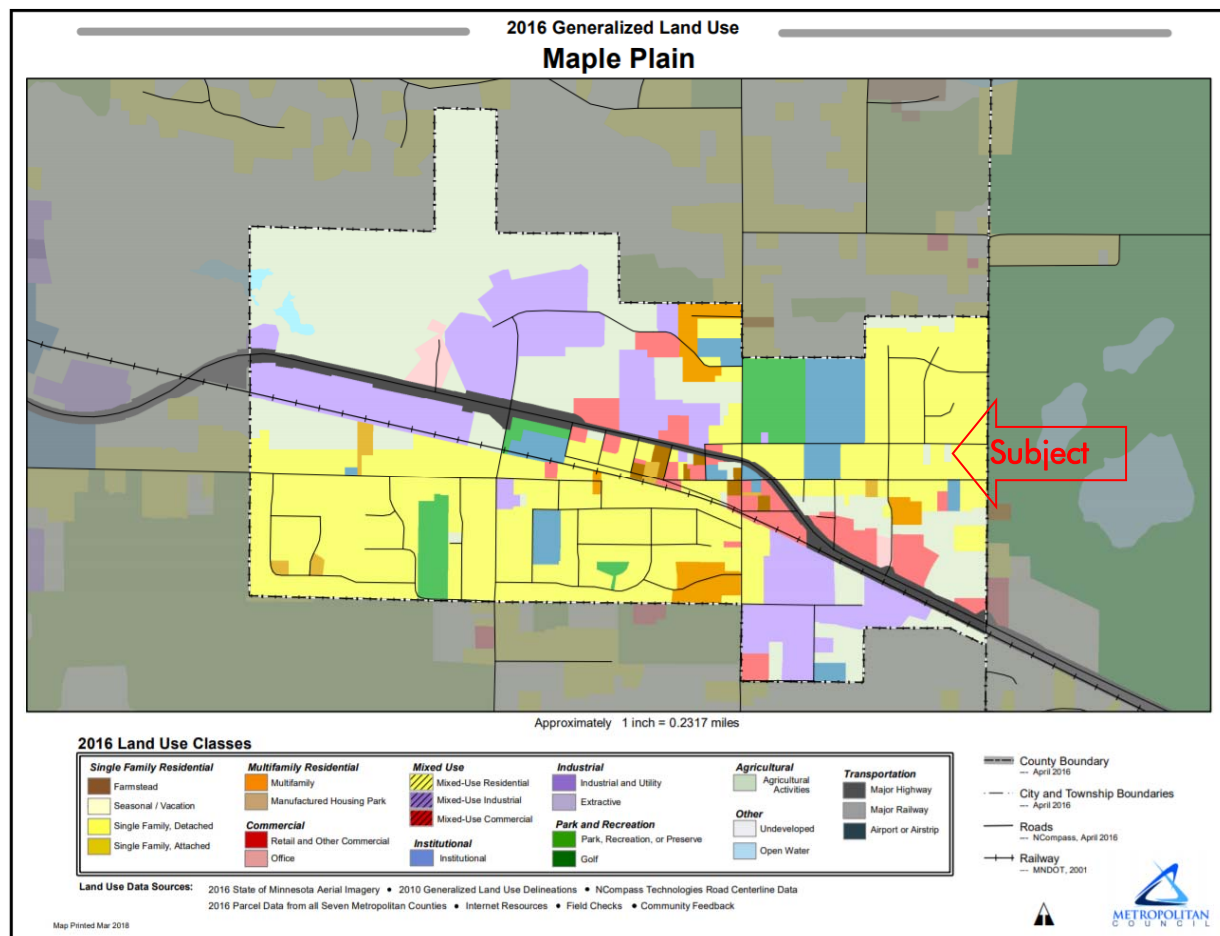 2016 Generalized Land Use
Maple Plain
Subject
Approximately 1 inch = 0.2317 miles
2016 Land Use Classes
Single Family Residential
Farmstead
Seasonal / Vacation
Single Family, Detached
Single Family, Attached
Multifamily Residential
Multifamily
Manufactured Housing Park
Commercial
Retail and Other Commercial
Office
Mixed Use
Mixed-Use Residential
Mixed-Use Industrial
Mixed-Use Commercial
Institutional
Institutional
Industrial
Industrial and Utility
Extractive
Park and Recreation
Park, Recreation, or Preserve
Golf
Agricultural
Agricultural
Activities
Other
Undeveloped
Open Water
Transportation
Major Highway
Major Railway
Airport or Airstrip
County Boundary
--- April 2016
City and Township Boundaries
--- April 2016
Roads
--- NCompass, April 2016
Railway
--- MNDOT, 2001
Land Use Data Sources: 2016 State of Minnesota Aerial Imagery • 2010 Generalized Land Use Delineations • NCompass Technologies Road Centerline Data
2016 Parcel Data from all Seven Metropolitan Counties • Internet Resources • Field Checks • Community Feedback
Map Printed Mar 2018
METROPOLITAN
COUNCIL